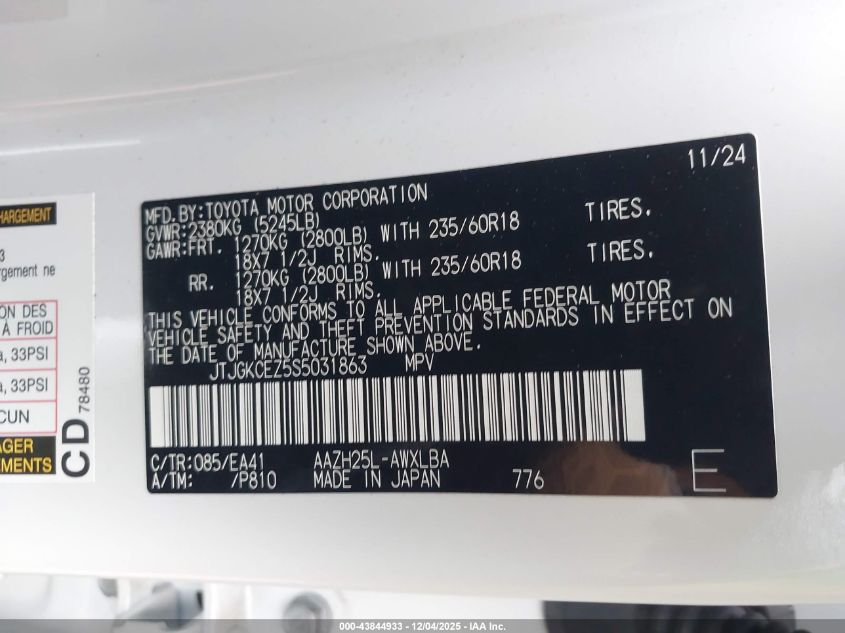 HARGEMENT
3
rgement ne
ON DES
À FROID
a, 33PSI
a, 33PSI
CUN
AGER
EMENTS
CD 78480
11/24
MFD.BY:TOYOTA MOTOR CORPORATION
GVWR:2380KG (5245LB)
GAWR:FRT. 1270KG (2800LB) WITH 235/60R18 TIRES.
18X7 1/2J RIMS.
RR. 1270KG (2800LB) WITH 235/60R18 TIRES.
18X7 1/2J RIMS.
THIS VEHICLE CONFORMS TO ALL APPLICABLE FEDERAL MOTOR
VEHICLE SAFETY AND THEFT PREVENTION STANDARDS IN EFFECT ON
THE DATE OF MANUFACTURE SHOWN ABOVE.
JTJGKCEZ5S5031863 MPV
C/TR:085/EA41 AAZH25L-AWXLBA
A/TM: /P810 MADE IN JAPAN 776
E
000-43844933 - 12/04/2025 - IAA Inc.